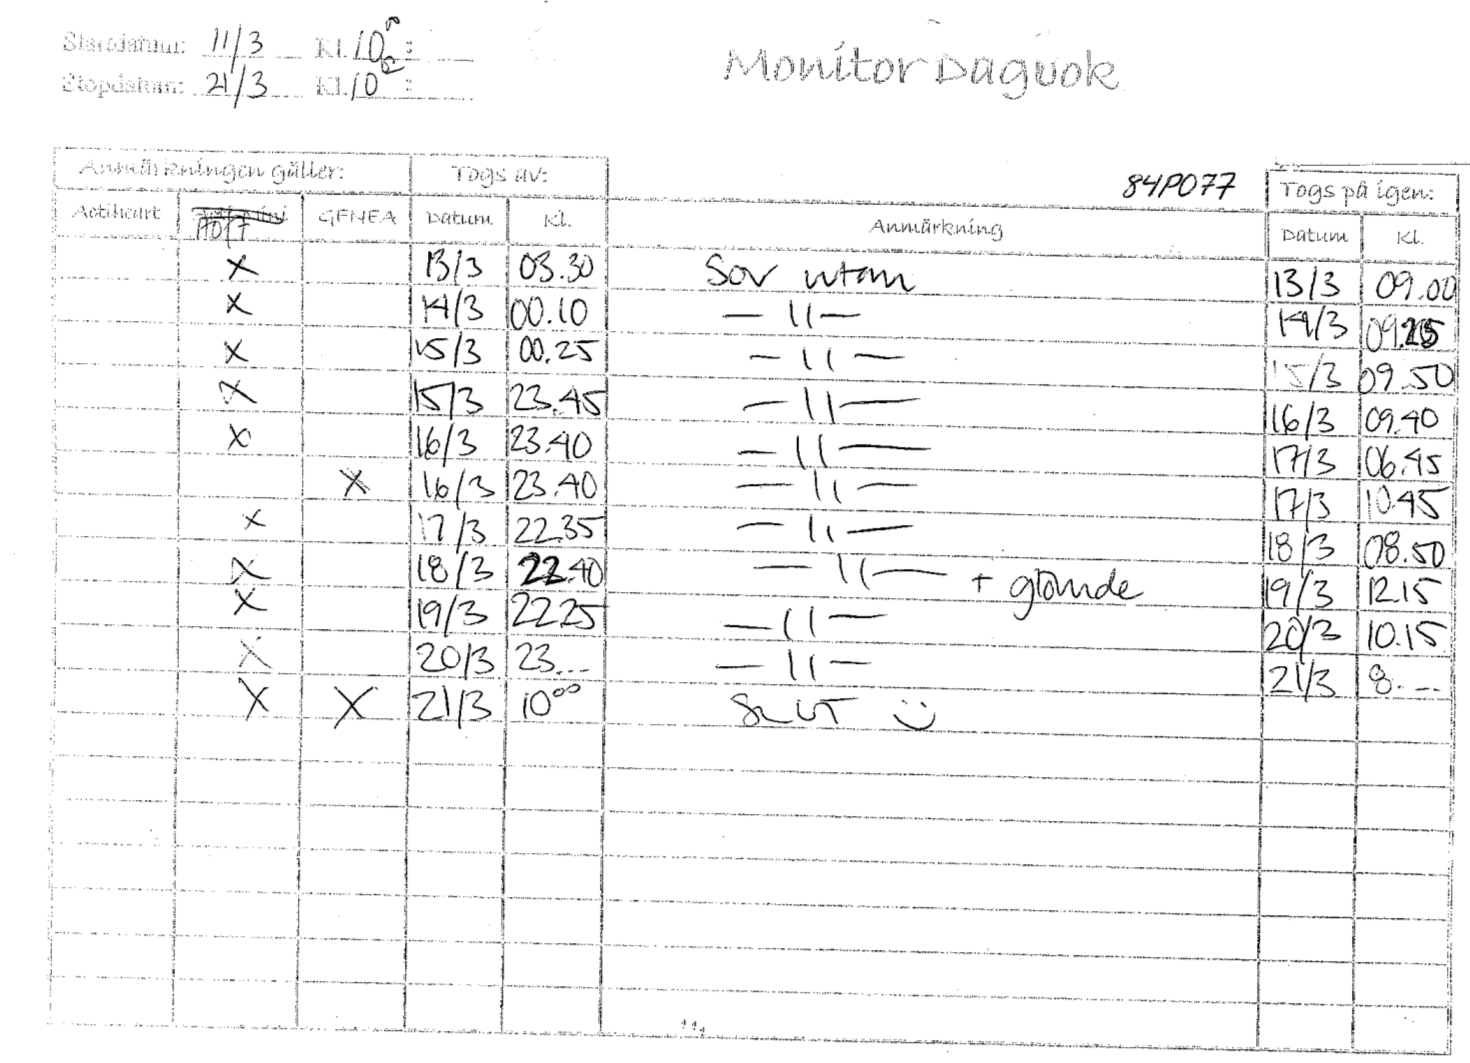 Startdatum: 11/3 Kl. 10:
Stopdatum: 21/3 Kl. 10:
Monitor Dagbok
Anmärkningen gäller: Togs av: 84P077 Togs på igen:
Actiheart GENEA Datum Kl. Anmärkning Datum Kl.
X 13/3 03.30 Sov utan 13/3 09.00
X 14/3 00.10 — 11 — 14/3 09.25
X 15/3 00.25 — 11 — 15/3 09.50
X 15/3 23.45 — 11 — 16/3 09.40
X 16/3 23.40 — 11 — 17/3 06.45
X 16/3 23.40 — 11 — 17/3 10.45
X 17/3 22.35 — 11 — 18/3 08.50
X 18/3 22.40 — 11 — + glömde 19/3 12.15
X 19/3 22.25 — 11 — 20/3 10.15
X 20/3 23.-- — 11 — 21/3 8.--
X X 21/3 10⁰⁰ SLUT